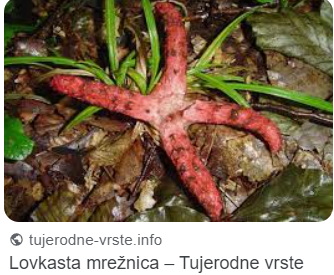 tujerodne-vrste.info
Lovkasta mrežnica – Tujerodne vrste